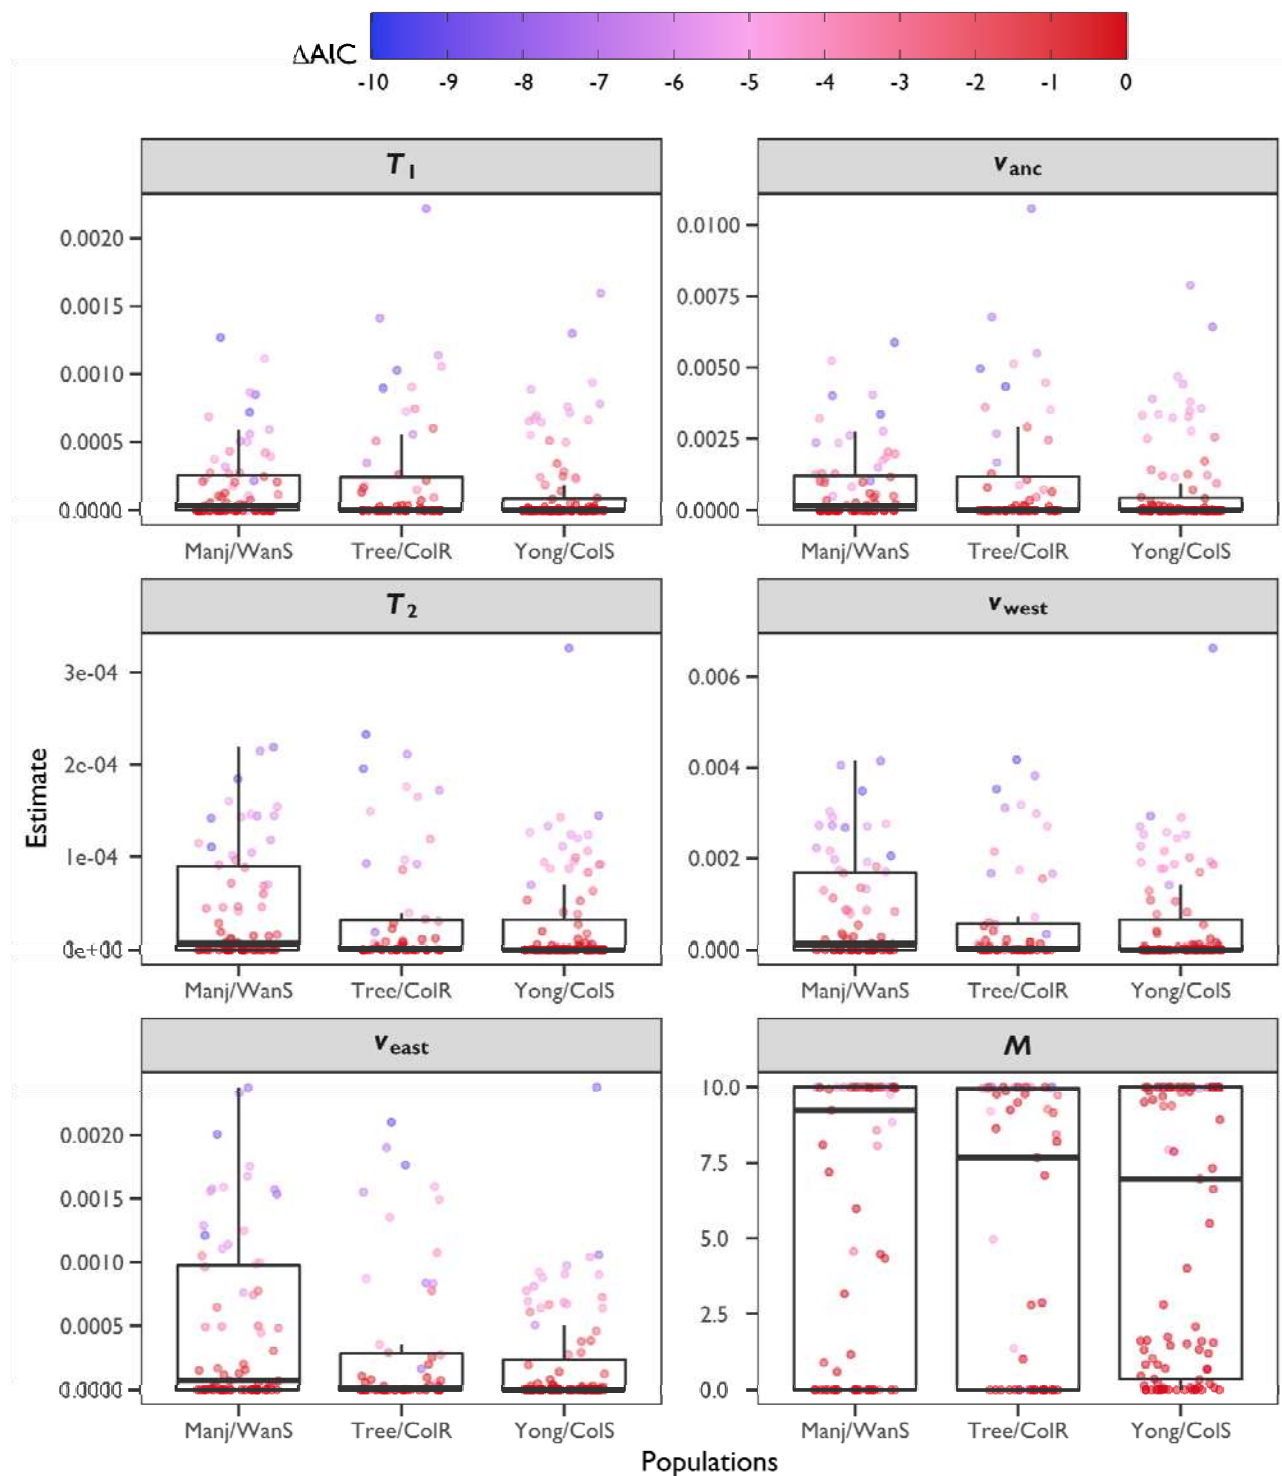 ΔAIC
-10 -9 -8 -7 -6 -5 -4 -3 -2 -1 0
T1 νanc
0.0020
0.0015
0.0010
0.0005
0.0000
0.0100
0.0075
0.0050
0.0025
0.0000
Manj/WanS Tree/ColR Yong/ColS Manj/WanS Tree/ColR Yong/ColS
T2 νwest
Estimate
3e-04
2e-04
1e-04
0e+00
0.006
0.004
0.002
0.000
Manj/WanS Tree/ColR Yong/ColS Manj/WanS Tree/ColR Yong/ColS
νeast M
0.0020
0.0015
0.0010
0.0005
0.0000
10.0
7.5
5.0
2.5
0.0
Manj/WanS Tree/ColR Yong/ColS Manj/WanS Tree/ColR Yong/ColS
Populations